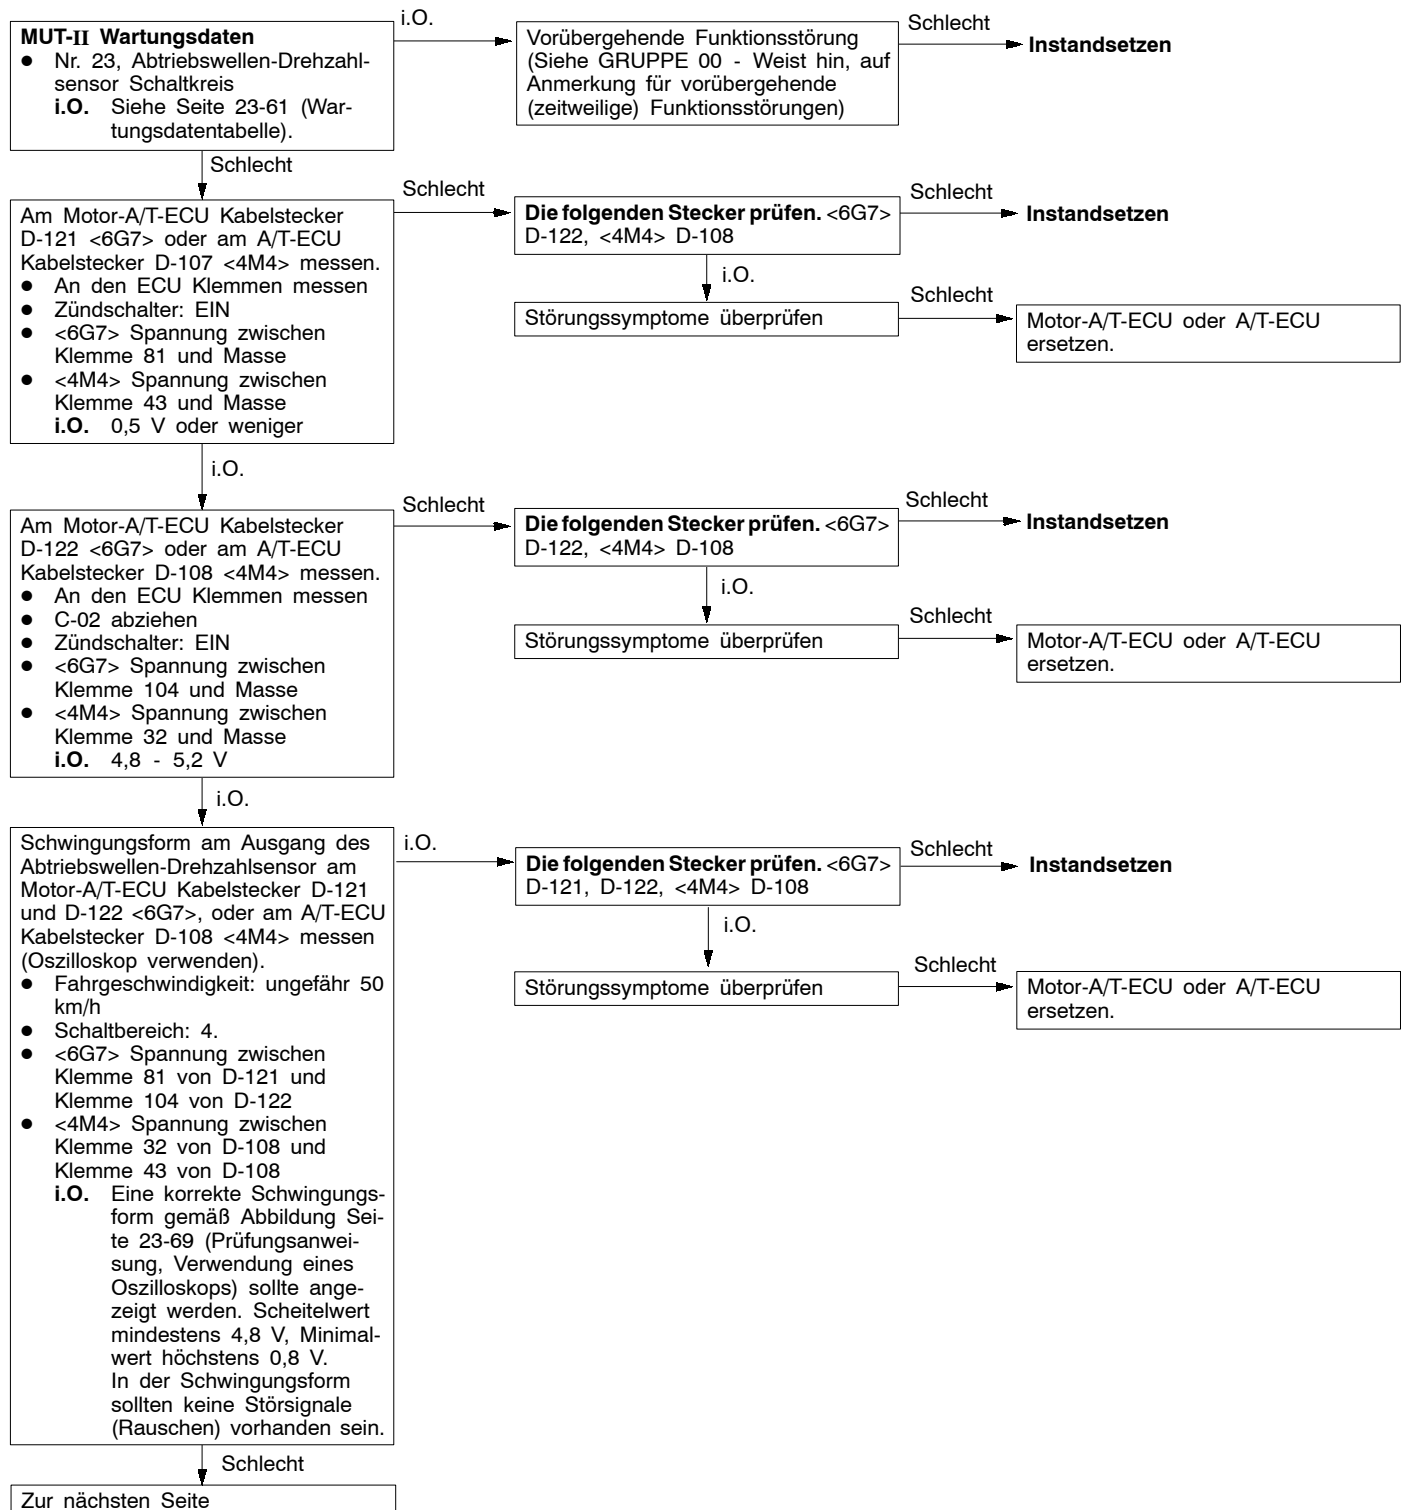 MUT-II Wartungsdaten
● Nr. 23, Abtriebswellen-Drehzahl-
sensor Schaltkreis
i.O. Siehe Seite 23-61 (War-
tungsdatentabelle).
i.O.
Vorübergehende Funktionsstörung
(Siehe GRUPPE 00 - Weist hin, auf
Anmerkung für vorübergehende
(zeitweilige) Funktionsstörungen)
Schlecht
Instandsetzen
Schlecht
Am Motor-A/T-ECU Kabelstecker
D-121 <6G7> oder am A/T-ECU
Kabelstecker D-107 <4M4> messen.
● An den ECU Klemmen messen
● Zündschalter: EIN
● <6G7> Spannung zwischen
Klemme 81 und Masse
● <4M4> Spannung zwischen
Klemme 43 und Masse
i.O. 0,5 V oder weniger
Schlecht
Die folgenden Stecker prüfen. <6G7>
D-122, <4M4> D-108
Schlecht
Instandsetzen
i.O.
Störungssymptome überprüfen
Schlecht
Motor-A/T-ECU oder A/T-ECU
ersetzen.
i.O.
Am Motor-A/T-ECU Kabelstecker
D-122 <6G7> oder am A/T-ECU
Kabelstecker D-108 <4M4> messen.
● An den ECU Klemmen messen
● C-02 abziehen
● Zündschalter: EIN
● <6G7> Spannung zwischen
Klemme 104 und Masse
● <4M4> Spannung zwischen
Klemme 32 und Masse
i.O. 4,8 - 5,2 V
Schlecht
Die folgenden Stecker prüfen. <6G7>
D-122, <4M4> D-108
Schlecht
Instandsetzen
i.O.
Störungssymptome überprüfen
Schlecht
Motor-A/T-ECU oder A/T-ECU
ersetzen.
i.O.
Schwingungsform am Ausgang des
Abtriebswellen-Drehzahlsensor am
Motor-A/T-ECU Kabelstecker D-121
und D-122 <6G7>, oder am A/T-ECU
Kabelstecker D-108 <4M4> messen
(Oszilloskop verwenden).
● Fahrgeschwindigkeit: ungefähr 50
km/h
● Schaltbereich: 4.
● <6G7> Spannung zwischen
Klemme 81 von D-121 und
Klemme 104 von D-122
● <4M4> Spannung zwischen
Klemme 32 von D-108 und
Klemme 43 von D-108
i.O. Eine korrekte Schwingungs-
form gemäß Abbildung Sei-
te 23-69 (Prüfungsanwei-
sung, Verwendung eines
Oszilloskops) sollte ange-
zeigt werden. Scheitelwert
mindestens 4,8 V, Minimal-
wert höchstens 0,8 V.
In der Schwingungsform
sollten keine Störsignale
(Rauschen) vorhanden sein.
i.O.
Die folgenden Stecker prüfen. <6G7>
D-121, D-122, <4M4> D-108
Schlecht
Instandsetzen
i.O.
Störungssymptome überprüfen
Schlecht
Motor-A/T-ECU oder A/T-ECU
ersetzen.
Schlecht
Zur nächsten Seite